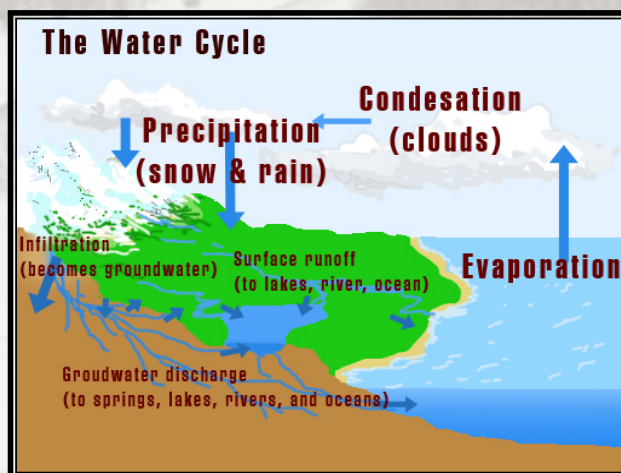 The Water Cycle
Condesation
(clouds)
Precipitation
(snow & rain)
Infiltration
(becomes groundwater)
Surface runoff
(to lakes, river, ocean)
Evaporation
Groudwater discharge
(to springs, lakes, rivers, and oceans)